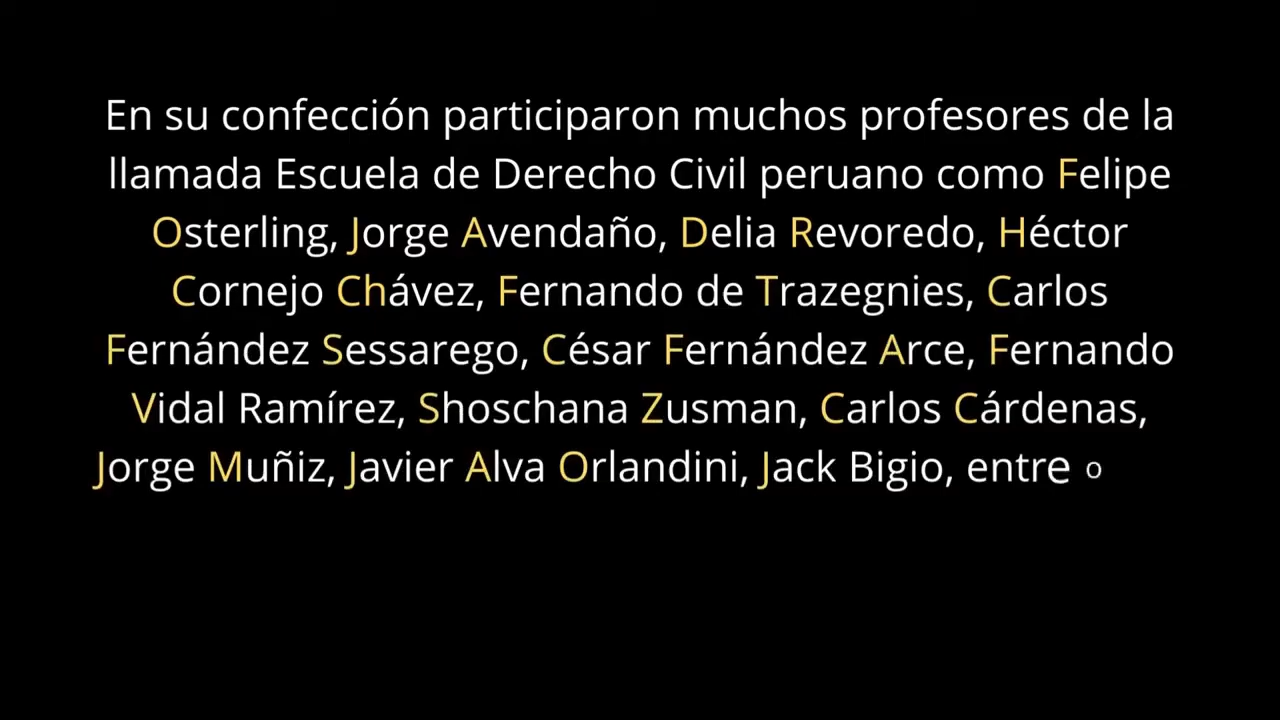 En su confección participaron muchos profesores de la
llamada Escuela de Derecho Civil peruano como Felipe
Osterling, Jorge Avendaño, Delia Revoredo, Héctor
Cornejo Chávez, Fernando de Trazegnies, Carlos
Fernández Sessarego, César Fernández Arce, Fernando
Vidal Ramírez, Shoschana Zusman, Carlos Cárdenas,
Jorge Muñiz, Javier Alva Orlandini, Jack Bigio, entre o